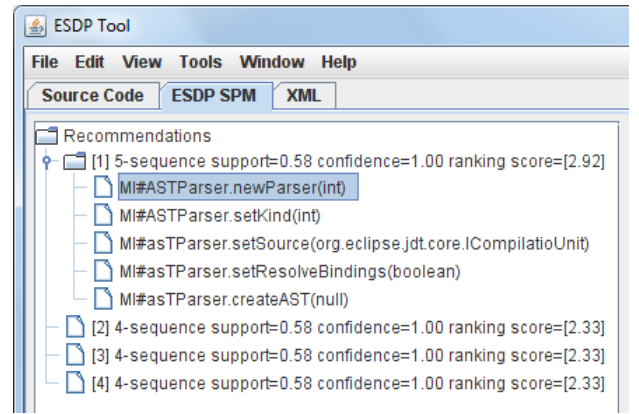 ESDP Tool
File Edit View Tools Window Help
Source Code ESDP SPM XML
Recommendations
[1] 5-sequence support=0.58 confidence=1.00 ranking score=[2.92]
MI#ASTParser.newParser(int)
MI#ASTParser.setKind(int)
MI#asTParser.setSource(org.eclipse.jdt.core.ICompilatioUnit)
MI#asTParser.setResolveBindings(boolean)
MI#asTParser.createAST(null)
[2] 4-sequence support=0.58 confidence=1.00 ranking score=[2.33]
[3] 4-sequence support=0.58 confidence=1.00 ranking score=[2.33]
[4] 4-sequence support=0.58 confidence=1.00 ranking score=[2.33]